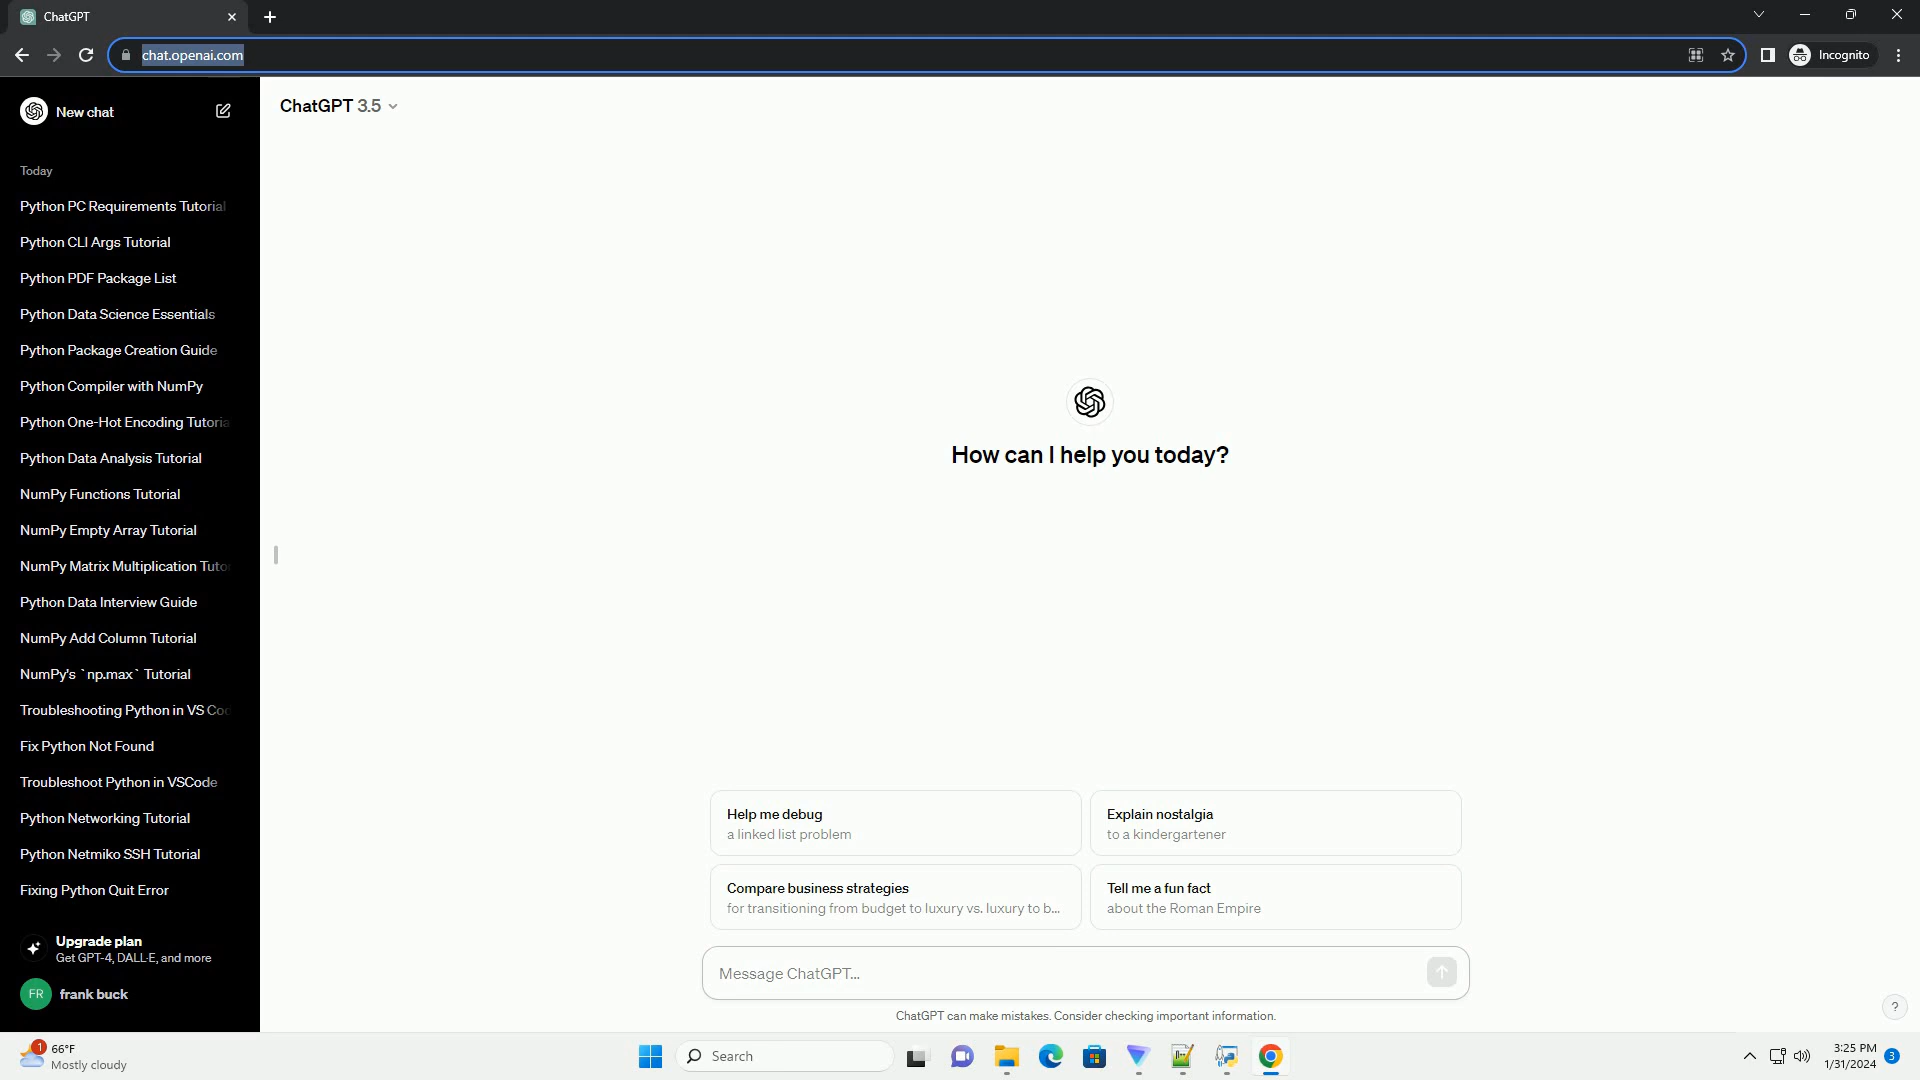 ChatGPT
chat.openai.com
Incognito
New chat
ChatGPT 3.5
Today
Python PC Requirements Tutorial
Python CLI Args Tutorial
Python PDF Package List
Python Data Science Essentials
Python Package Creation Guide
Python Compiler with NumPy
Python One-Hot Encoding Tutoria
Python Data Analysis Tutorial
NumPy Functions Tutorial
NumPy Empty Array Tutorial
NumPy Matrix Multiplication Tuto
Python Data Interview Guide
NumPy Add Column Tutorial
NumPy's `np.max` Tutorial
Troubleshooting Python in VS Co
Fix Python Not Found
Troubleshoot Python in VSCode
Python Networking Tutorial
Python Netmiko SSH Tutorial
Fixing Python Quit Error
Upgrade plan
Get GPT-4, DALL·E, and more
FR frank buck
How can I help you today?
Help me debug
a linked list problem
Explain nostalgia
to a kindergartener
Compare business strategies
for transitioning from budget to luxury vs. luxury to b...
Tell me a fun fact
about the Roman Empire
Message ChatGPT...
ChatGPT can make mistakes. Consider checking important information.
?
1
66°F
Mostly cloudy
Search
3:25 PM
1/31/2024
3